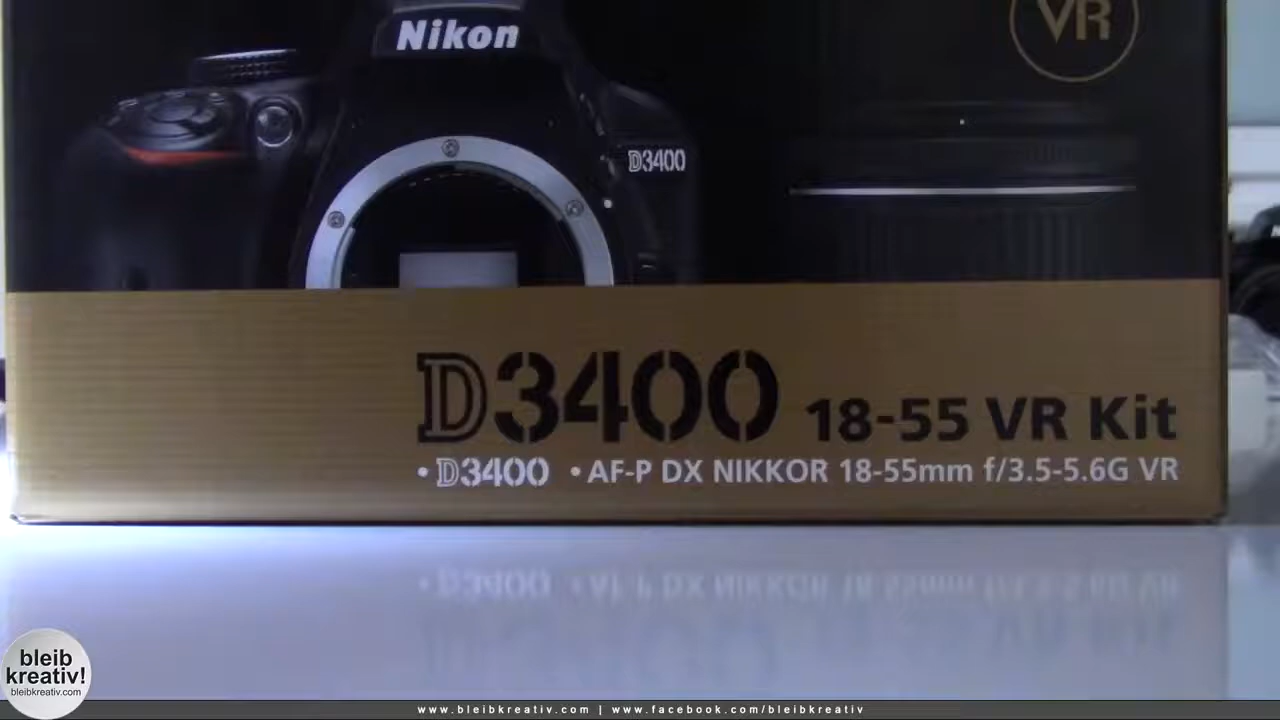 Nikon
VR
D3400
D3400 18-55 VR Kit
• D3400 • AF-P DX NIKKOR 18-55mm f/3.5-5.6G VR
bleib
kreativ!
bleibkreativ.com
www.bleibkreativ.com | www.facebook.com/bleibkreativ